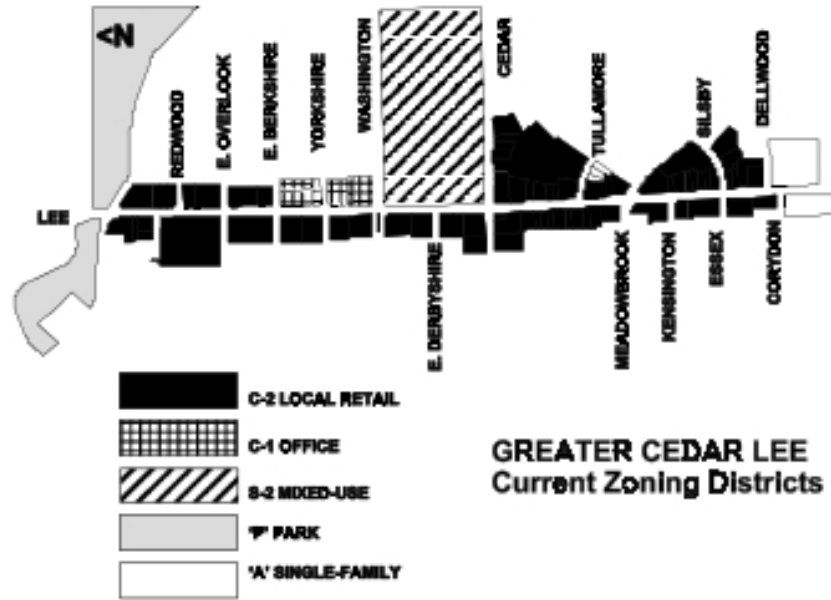 <N
REDWOOD
E. OVERLOOK
E. BERKSHIRE
YORKSHIRE
WASHINGTON
CEDAR
TULLAMORE
SILSBY
DELLWOOD
LEE
E. DERBYSHIRE
MEADOWBROOK
KENSINGTON
ESSEX
CORYDON
C-2 LOCAL RETAIL
C-1 OFFICE
S-2 MIXED-USE
'P' PARK
'A' SINGLE-FAMILY
GREATER CEDAR LEE
Current Zoning Districts